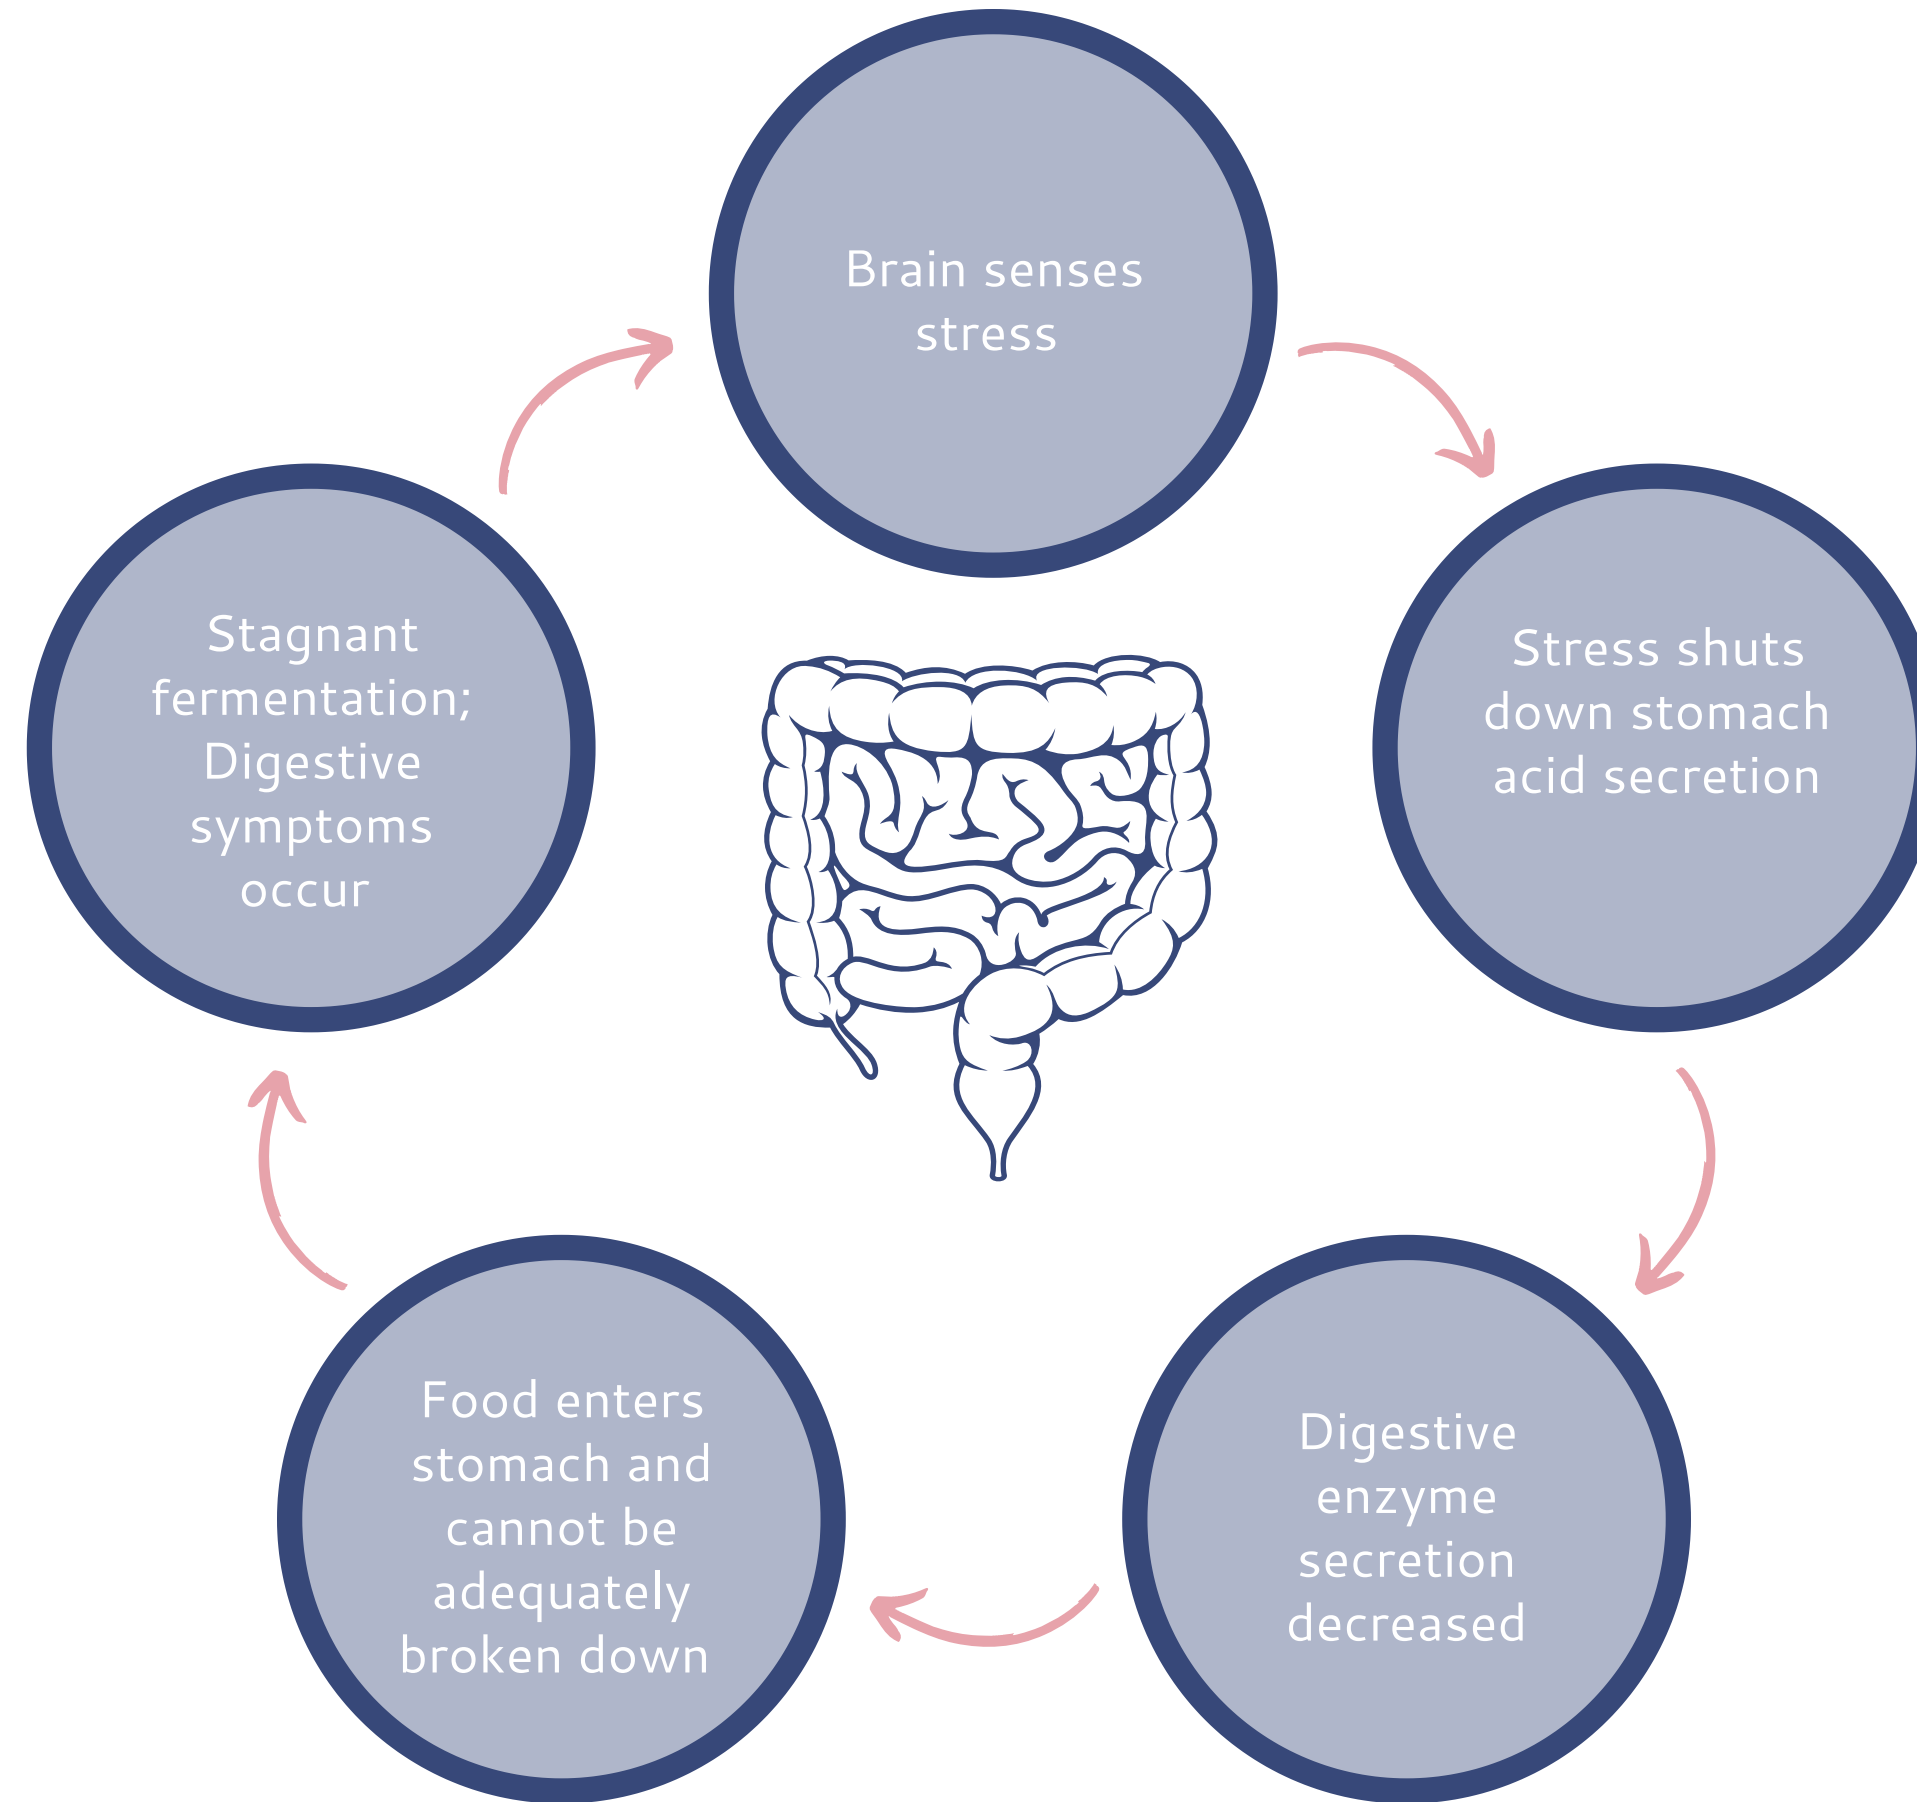 Brain senses
stress
Stress shuts
down stomach
acid secretion
Digestive
enzyme
secretion
decreased
Food enters
stomach and
cannot be
adequately
broken down
Stagnant
fermentation;
Digestive
symptoms
occur